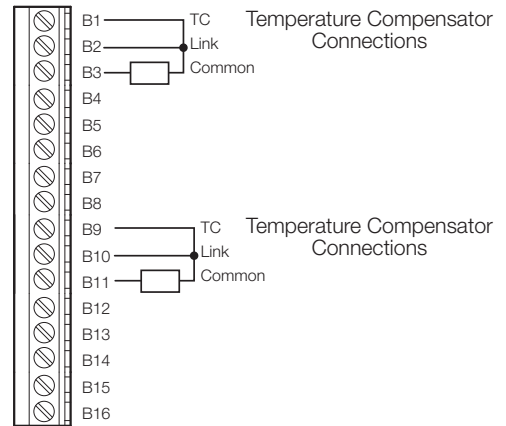 B1 TC Temperature Compensator
Connections
B2 Link
B3 Common
B4
B5
B6
B7
B8
B9 TC Temperature Compensator
Connections
B10 Link
B11 Common
B12
B13
B14
B15
B16